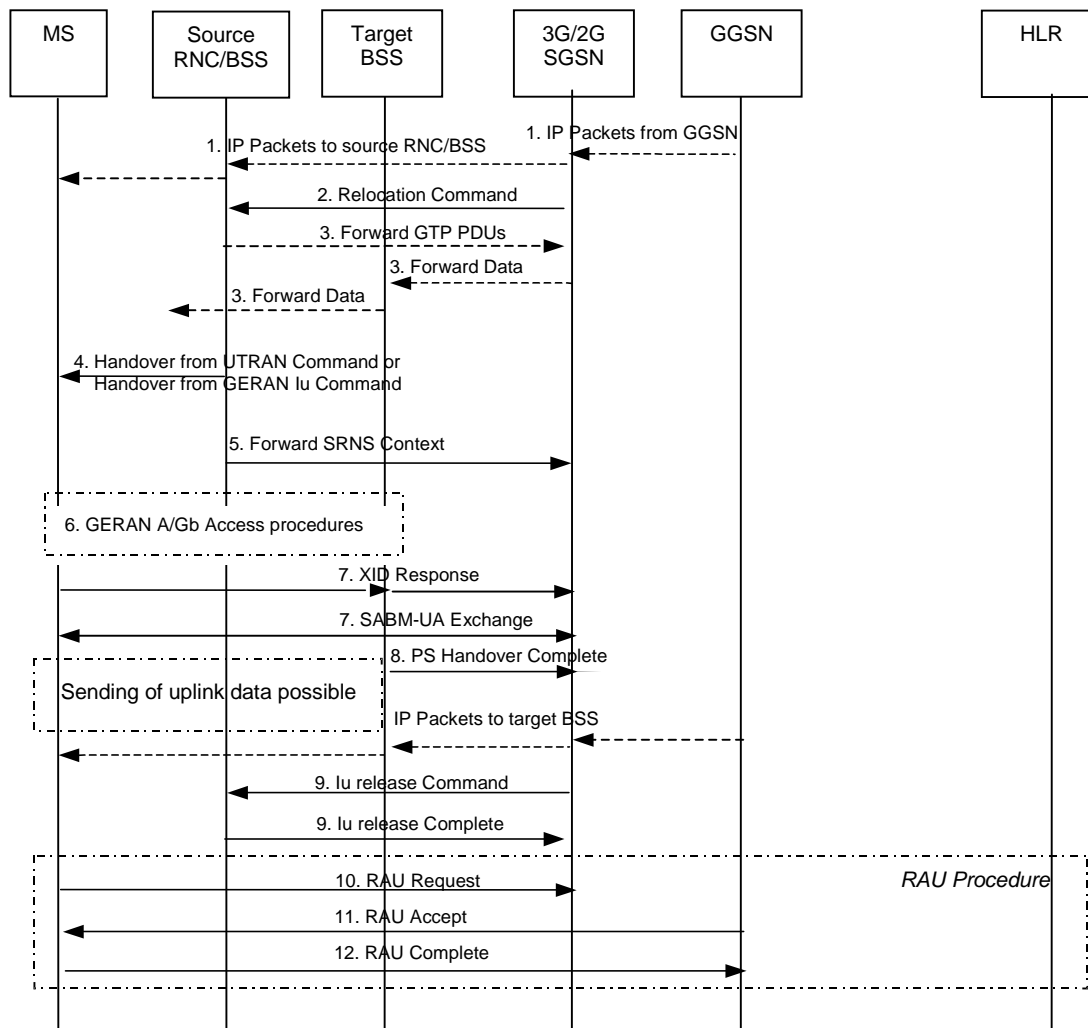 MS
Source
RNC/BSS
Target
BSS
3G/2G
SGSN
GGSN
HLR
1. IP Packets from GGSN
1. IP Packets to source RNC/BSS
2. Relocation Command
3. Forward GTP PDUs
3. Forward Data
3. Forward Data
4. Handover from UTRAN Command or
Handover from GERAN Iu Command
5. Forward SRNS Context
6. GERAN A/Gb Access procedures
7. XID Response
7. SABM-UA Exchange
8. PS Handover Complete
Sending of uplink data possible
IP Packets to target BSS
9. Iu release Command
9. Iu release Complete
10. RAU Request
RAU Procedure
11. RAU Accept
12. RAU Complete